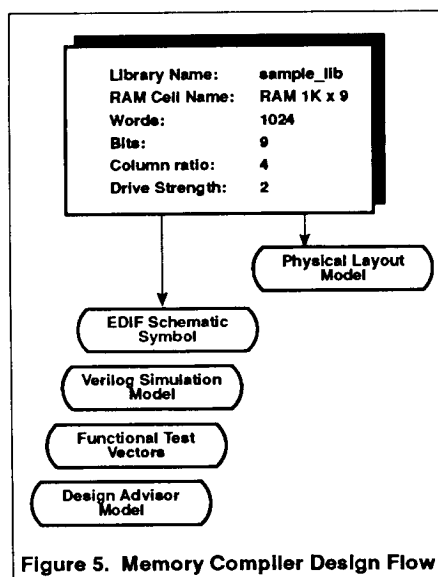 Library Name: sample_lib
RAM Cell Name: RAM 1K x 9
Words: 1024
Bits: 9
Column ratio: 4
Drive Strength: 2
Physical Layout
Model
EDIF Schematic
Symbol
Verilog Simulation
Model
Functional Test
Vectors
Design Advisor
Model
Figure 5. Memory Compiler Design Flow